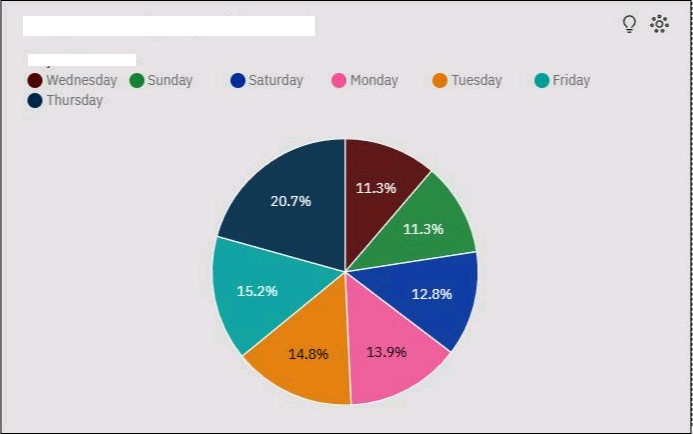 Wednesday Sunday Saturday Monday Tuesday Friday
Thursday
20.7% 11.3%
11.3%
15.2% 12.8%
14.8% 13.9%